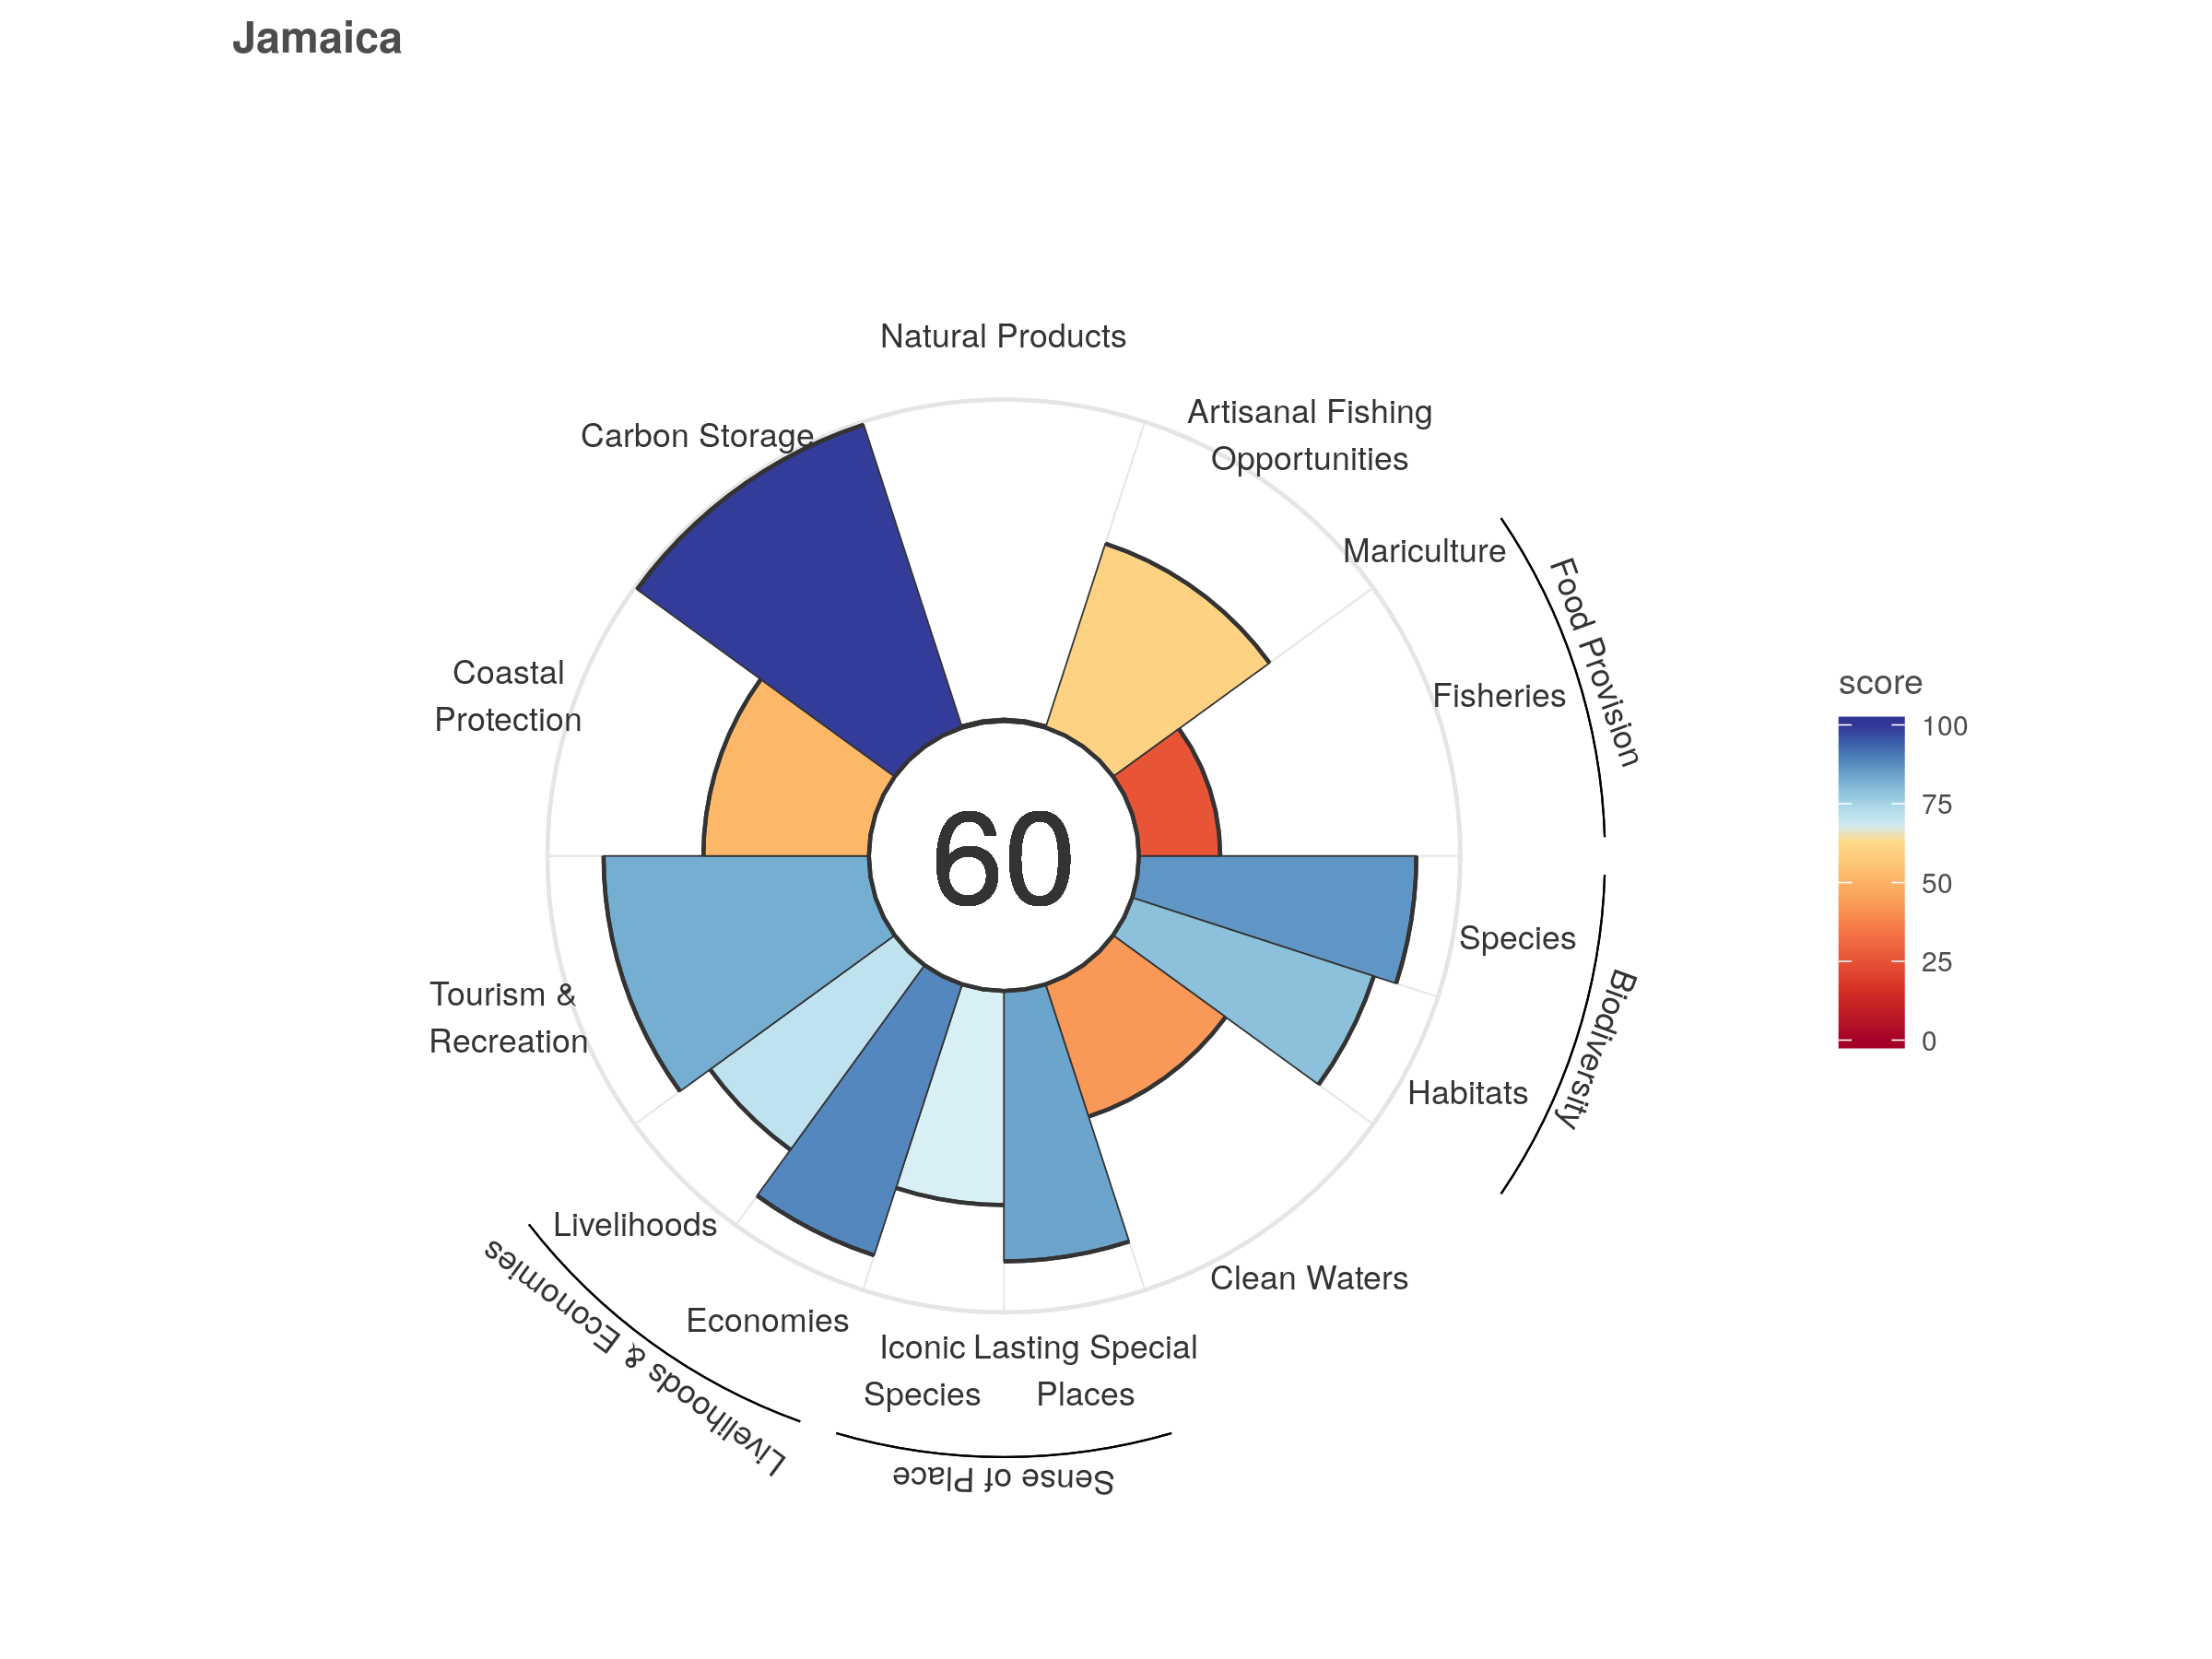 Jamaica
Natural Products
Artisanal Fishing
Opportunities
Carbon Storage
Mariculture
Food Provision
Fisheries
Coastal
Protection
score
100
75
50
25
0
60
Species
Biodiversity
Tourism &
Recreation
Habitats
Livelihoods
Clean Waters
Economies
Livelihoods & Economies
Iconic
Species
Lasting Special
Places
Sense of Place